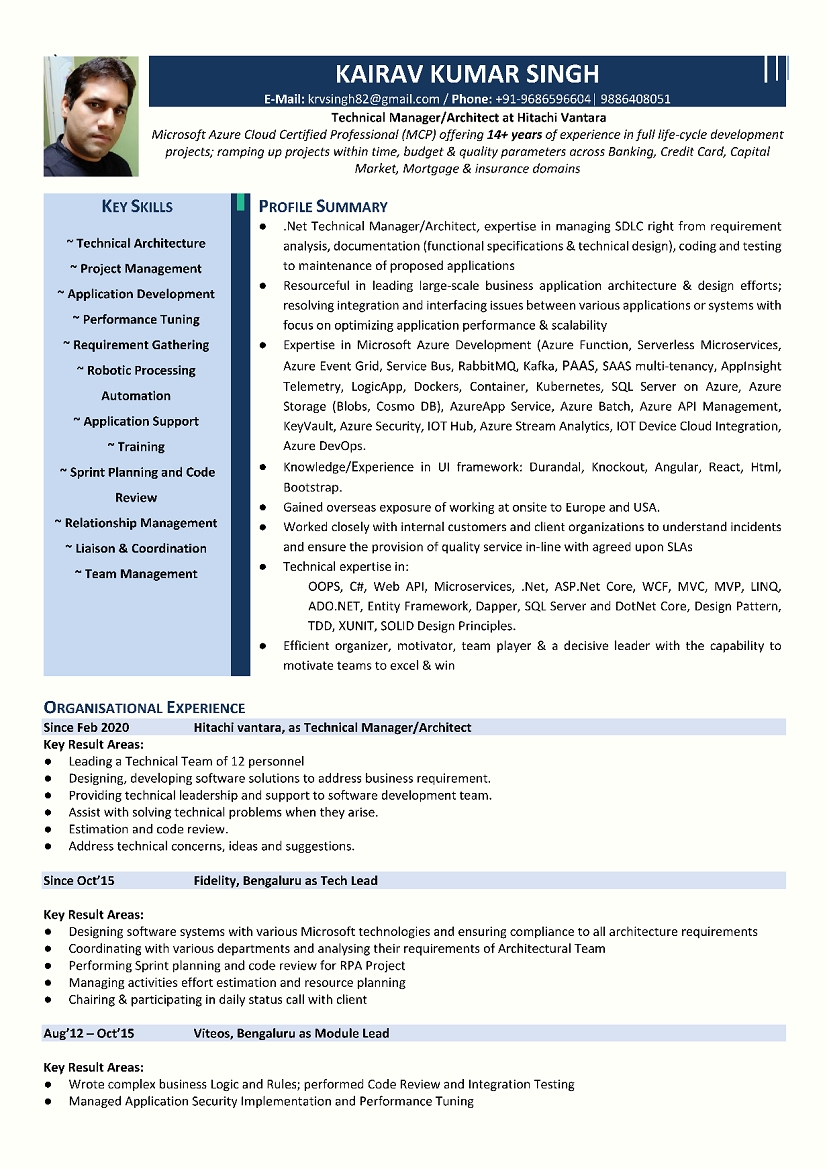 KAIRAV KUMAR SINGH
E-Mail: krvsingh82@gmail.com / Phone: +91-9686596604| 9886408051
Technical Manager/Architect at Hitachi Vantara
Microsoft Azure Cloud Certified Professional (MCP) offering 14+ years of experience in full life-cycle development
projects; ramping up projects within time, budget & quality parameters across Banking, Credit Card, Capital
Market, Mortgage & insurance domains
KEY SKILLS
~ Technical Architecture
~ Project Management
~ Application Development
~ Performance Tuning
~ Requirement Gathering
~ Robotic Processing
Automation
~ Application Support
~ Training
~ Sprint Planning and Code
Review
~ Relationship Management
~ Liaison & Coordination
~ Team Management
PROFILE SUMMARY
● .Net Technical Manager/Architect, expertise in managing SDLC right from requirement
analysis, documentation (functional specifications & technical design), coding and testing
to maintenance of proposed applications
● Resourceful in leading large-scale business application architecture & design efforts;
resolving integration and interfacing issues between various applications or systems with
focus on optimizing application performance & scalability
● Expertise in Microsoft Azure Development (Azure Function, Serverless Microservices,
Azure Event Grid, Service Bus, RabbitMQ, Kafka, PAAS, SAAS multi-tenancy, AppInsight
Telemetry, LogicApp, Dockers, Container, Kubernetes, SQL Server on Azure, Azure
Storage (Blobs, Cosmo DB), AzureApp Service, Azure Batch, Azure API Management,
KeyVault, Azure Security, IOT Hub, Azure Stream Analytics, IOT Device Cloud Integration,
Azure DevOps.
● Knowledge/Experience in UI framework: Durandal, Knockout, Angular, React, Html,
Bootstrap.
● Gained overseas exposure of working at onsite to Europe and USA.
● Worked closely with internal customers and client organizations to understand incidents
and ensure the provision of quality service in-line with agreed upon SLAs
● Technical expertise in:
OOPS, C#, Web API, Microservices, .Net, ASP.Net Core, WCF, MVC, MVP, LINQ,
ADO.NET, Entity Framework, Dapper, SQL Server and DotNet Core, Design Pattern,
TDD, XUNIT, SOLID Design Principles.
● Efficient organizer, motivator, team player & a decisive leader with the capability to
motivate teams to excel & win
ORGANISATIONAL EXPERIENCE
Since Feb 2020 Hitachi vantara, as Technical Manager/Architect
Key Result Areas:
● Leading a Technical Team of 12 personnel
● Designing, developing software solutions to address business requirement.
● Providing technical leadership and support to software development team.
● Assist with solving technical problems when they arise.
● Estimation and code review.
● Address technical concerns, ideas and suggestions.
Since Oct’15 Fidelity, Bengaluru as Tech Lead
Key Result Areas:
● Designing software systems with various Microsoft technologies and ensuring compliance to all architecture requirements
● Coordinating with various departments and analysing their requirements of Architectural Team
● Performing Sprint planning and code review for RPA Project
● Managing activities effort estimation and resource planning
● Chairing & participating in daily status call with client
Aug’12 – Oct’15 Viteos, Bengaluru as Module Lead
Key Result Areas:
● Wrote complex business Logic and Rules; performed Code Review and Integration Testing
● Managed Application Security Implementation and Performance Tuning